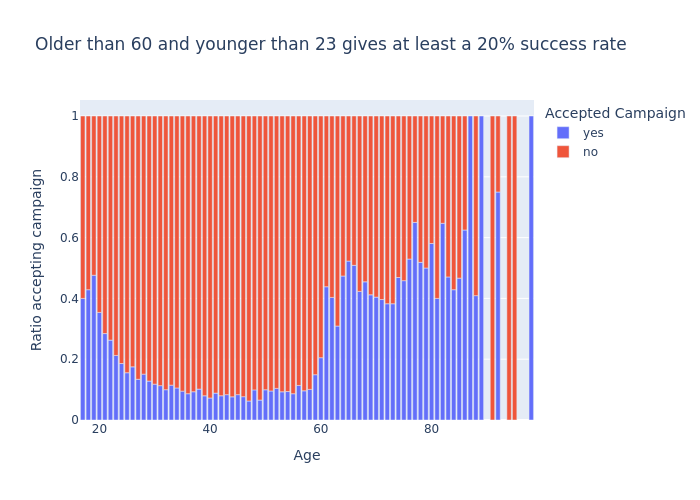 Older than 60 and younger than 23 gives at least a 20% success rate
Accepted Campaign
yes
no
Ratio accepting campaign
1
0.8
0.6
0.4
0.2
0
20 40 60 80
Age